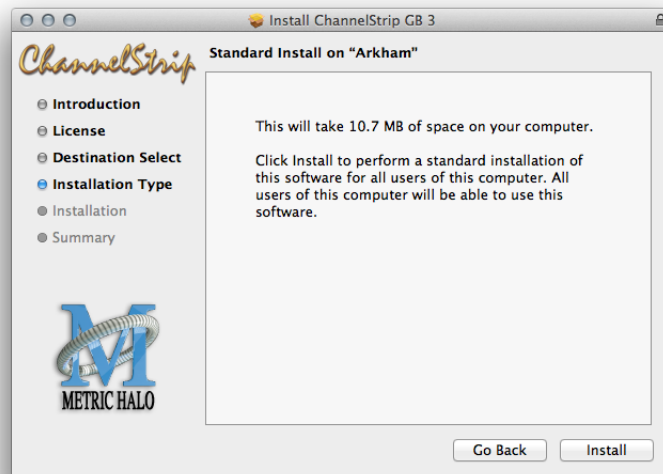 Install ChannelStrip GB 3
ChannelStrip
Standard Install on “Arkham”
Introduction
License
Destination Select
Installation Type
Installation
Summary
This will take 10.7 MB of space on your computer.
Click Install to perform a standard installation of
this software for all users of this computer. All
users of this computer will be able to use this
software.
M
METRIC HALO
Go Back
Install